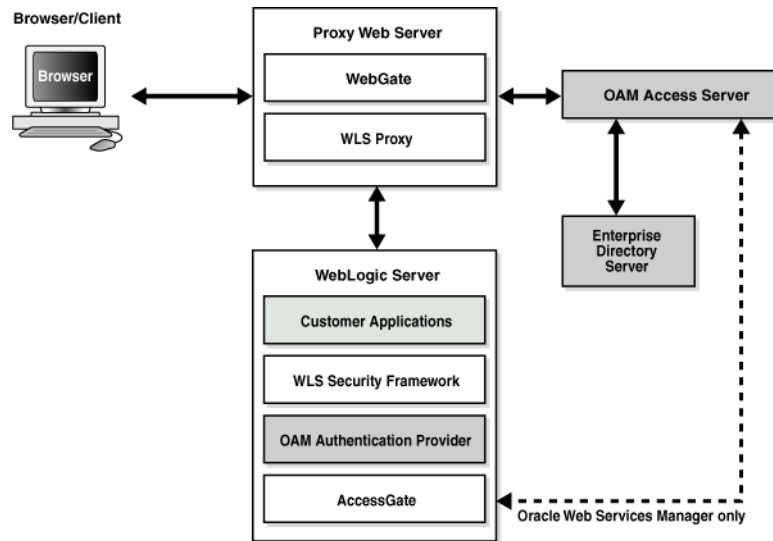 Browser/Client
Browser
Proxy Web Server
WebGate
WLS Proxy
OAM Access Server
Enterprise
Directory
Server
WebLogic Server
Customer Applications
WLS Security Framework
OAM Authentication Provider
AccessGate
Oracle Web Services Manager only